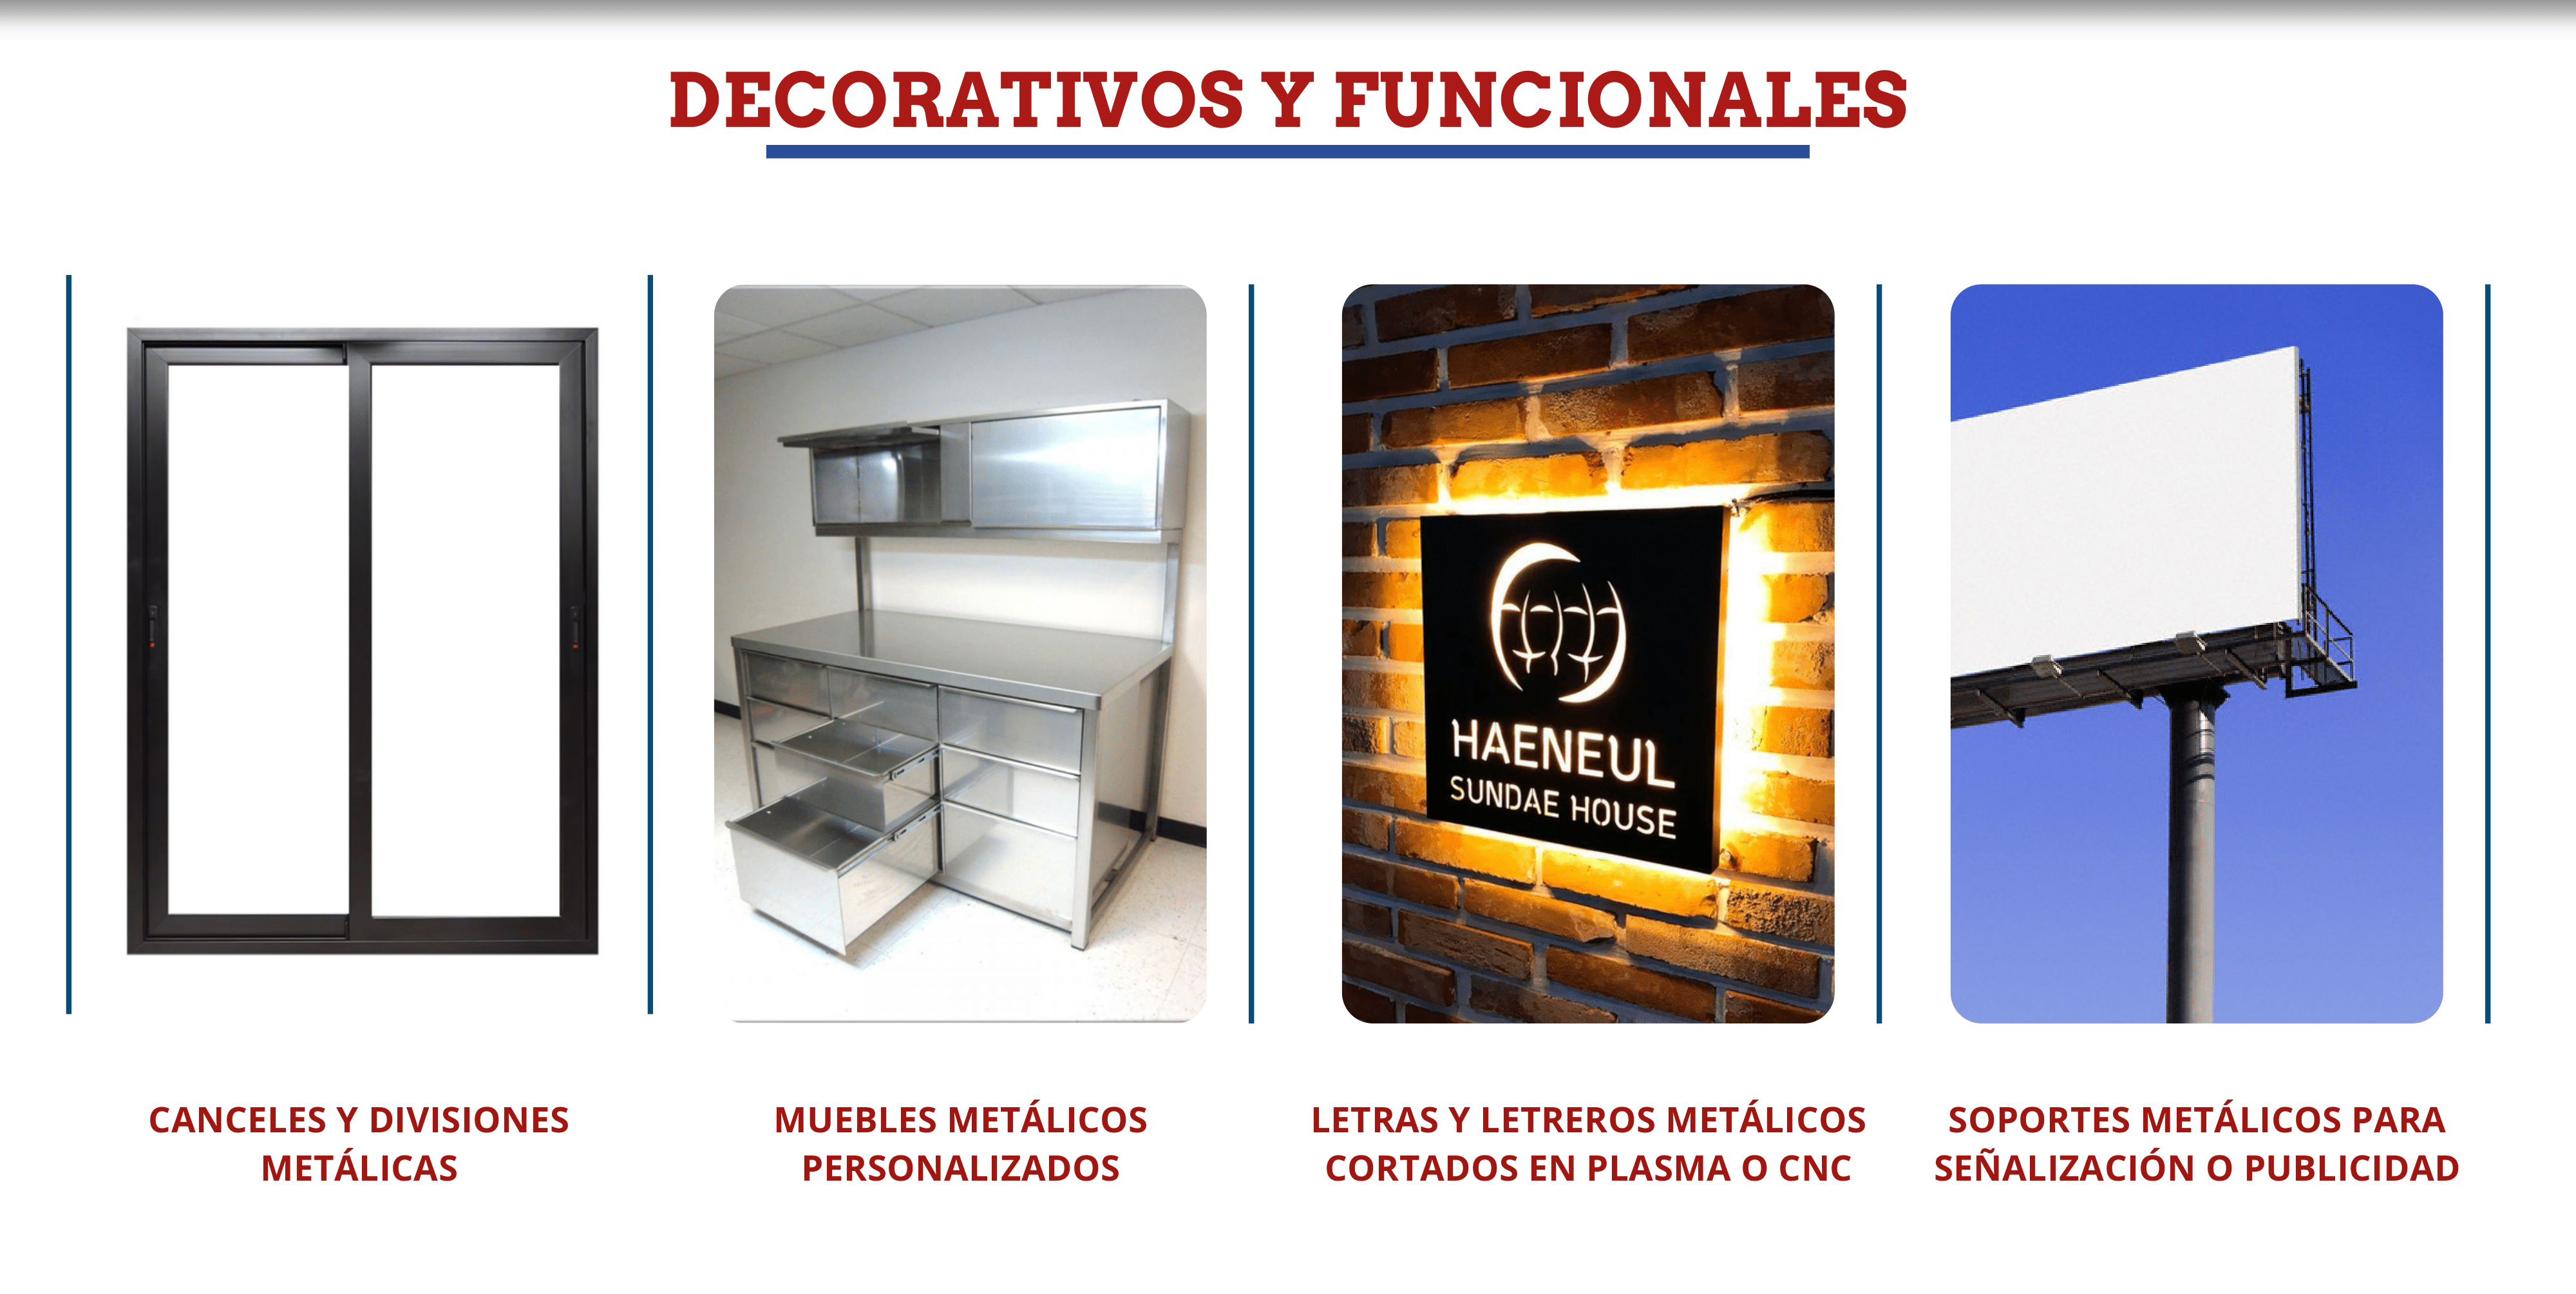 DECORATIVOS Y FUNCIONALES
HAENEUL
SUNDAE HOUSE
CANCELES Y DIVISIONES
METÁLICAS
MUEBLES METÁLICOS
PERSONALIZADOS
LETRAS Y LETREROS METÁLICOS
CORTADOS EN PLASMA O CNC
SOPORTES METÁLICOS PARA
SEÑALIZACIÓN O PUBLICIDAD